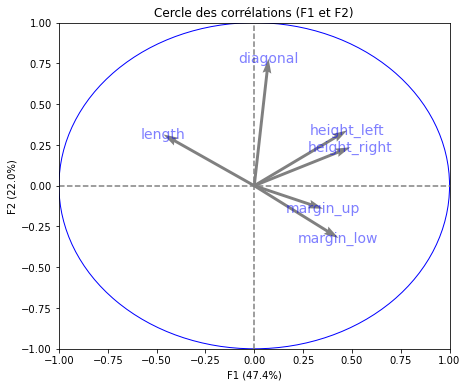 Cercle des corrélations (F1 et F2)
1.00
0.75
diagonal
0.50
height_left
length
0.25
height_right
F2 (22.0%)
0.00
margin_up
−0.25
margin_low
−0.50
−0.75
−1.00
−1.00 −0.75 −0.50 −0.25 0.00 0.25 0.50 0.75 1.00
F1 (47.4%)